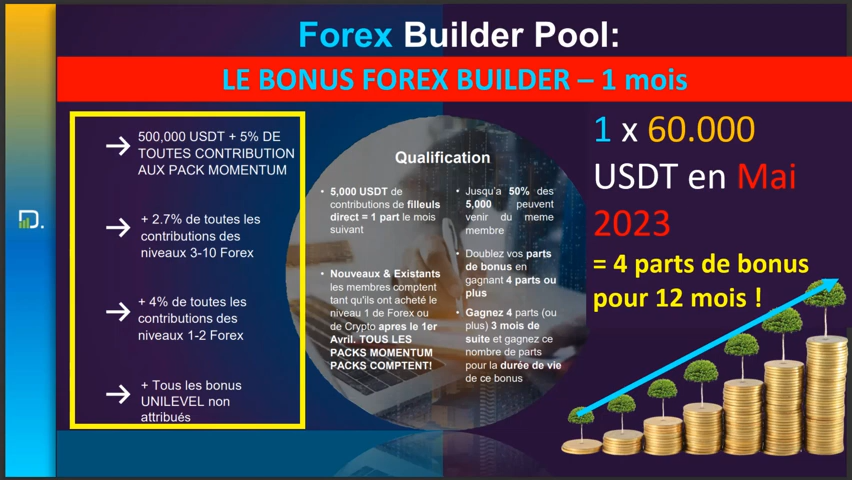 Forex Builder Pool:
LE BONUS FOREX BUILDER – 1 mois
500,000 USDT + 5% DE
TOUTES CONTRIBUTION
AUX PACK MOMENTUM
+ 2.7% de toutes les
contributions des
niveaux 3-10 Forex
+ 4% de toutes les
contributions des
niveaux 1-2 Forex
+ Tous les bonus
UNILEVEL non
attribués
Qualification
• 5,000 USDT de
contributions de filleuls
direct = 1 part le mois
suivant
• Nouveaux & Existants
les membres comptent
tant qu'ils ont acheté le
niveau 1 de Forex ou
de Crypto apres le 1er
Avril. TOUS LES
PACKS MOMENTUM
PACKS COMPTENT!
• Jusqu'a 50% des
5,000 peuvent
venir du meme
membre
• Doublez vos parts
de bonus en
gagnant 4 parts ou
plus
• Gagnez 4 parts (ou
plus) 3 mois de
suite et gagnez ce
nombre de parts
pour la durée de vie
de ce bonus
1 x 60.000
USDT en Mai
2023
= 4 parts de bonus
pour 12 mois !
D.